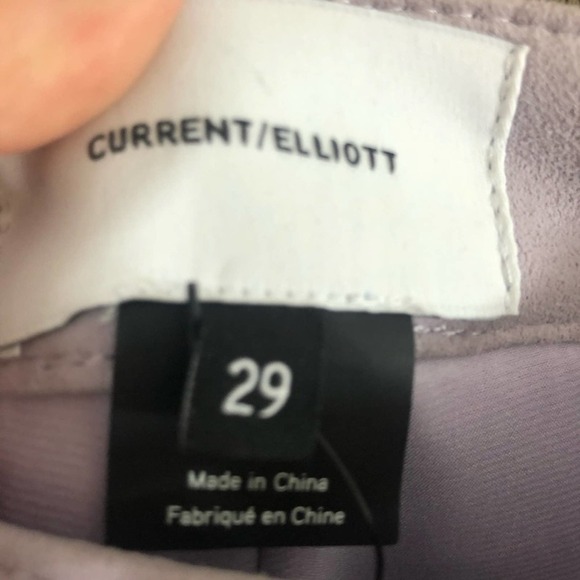 CURRENT/ELLIOTT
29
Made in China
Fabriqué en Chine